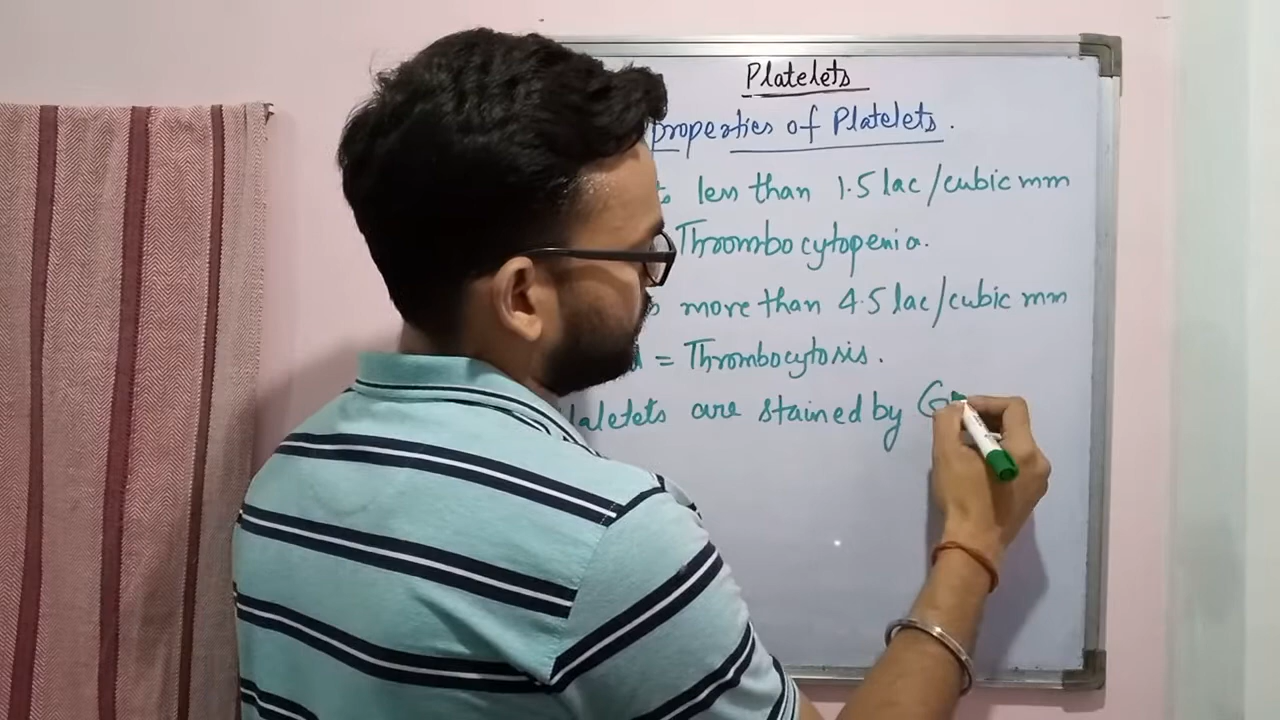 Platelets
properties of Platelets.
less than 1.5 lac/cubic mm
Thrombocytopenia.
more than 4.5 lac/cubic mm
= Thrombocytosis.
are stained by G